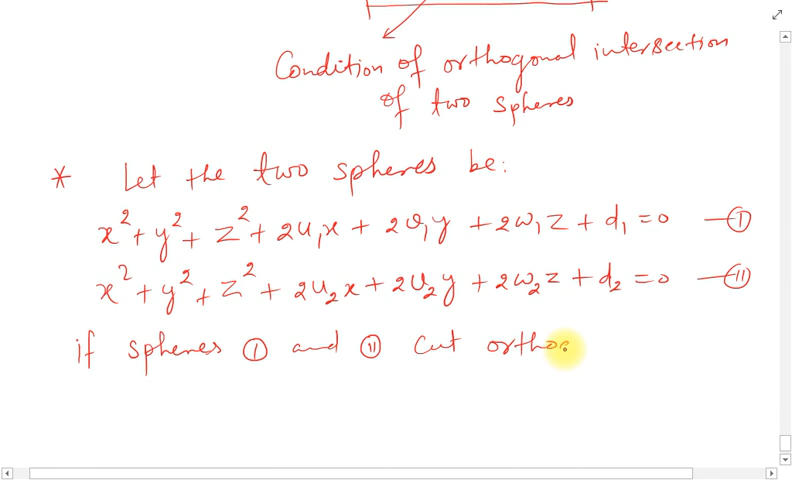 Condition of orthogonal intersection
of two spheres
* Let the two spheres be:
x² + y² + z² + 2u₁x + 2v₁y + 2w₁z + d₁ = 0 —Ⓘ
x² + y² + z² + 2u₂x + 2v₂y + 2w₂z + d₂ = 0 —(II)
if spheres Ⓘ and (II) cut ortho